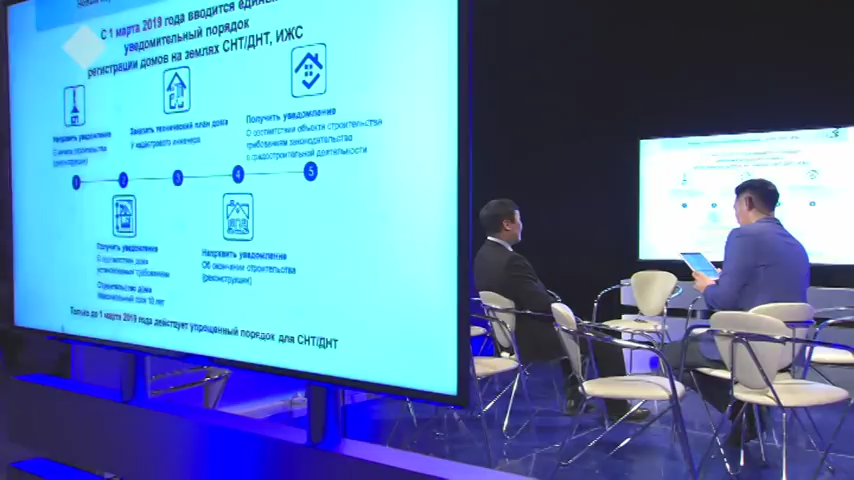 С 1 марта 2019 года вводится единый
уведомительный порядок
регистрации домов на землях СНТ/ДНТ, ИЖС
Направить уведомление
О начале строительства
(реконструкции)
Заказать технический план дома
у кадастрового инженера
Получить уведомление
О соответствии объекта строительства
требованиям законодательства
о градостроительной деятельности
1 2 3 4 5
Получить уведомление
О соответствии дома
установленным требованиям
Строительство дома
Максимальный срок 10 лет
Направить уведомление
Об окончании строительства
(реконструкции)
Только до 1 марта 2019 года действует упрощенный порядок для СНТ/ДНТ